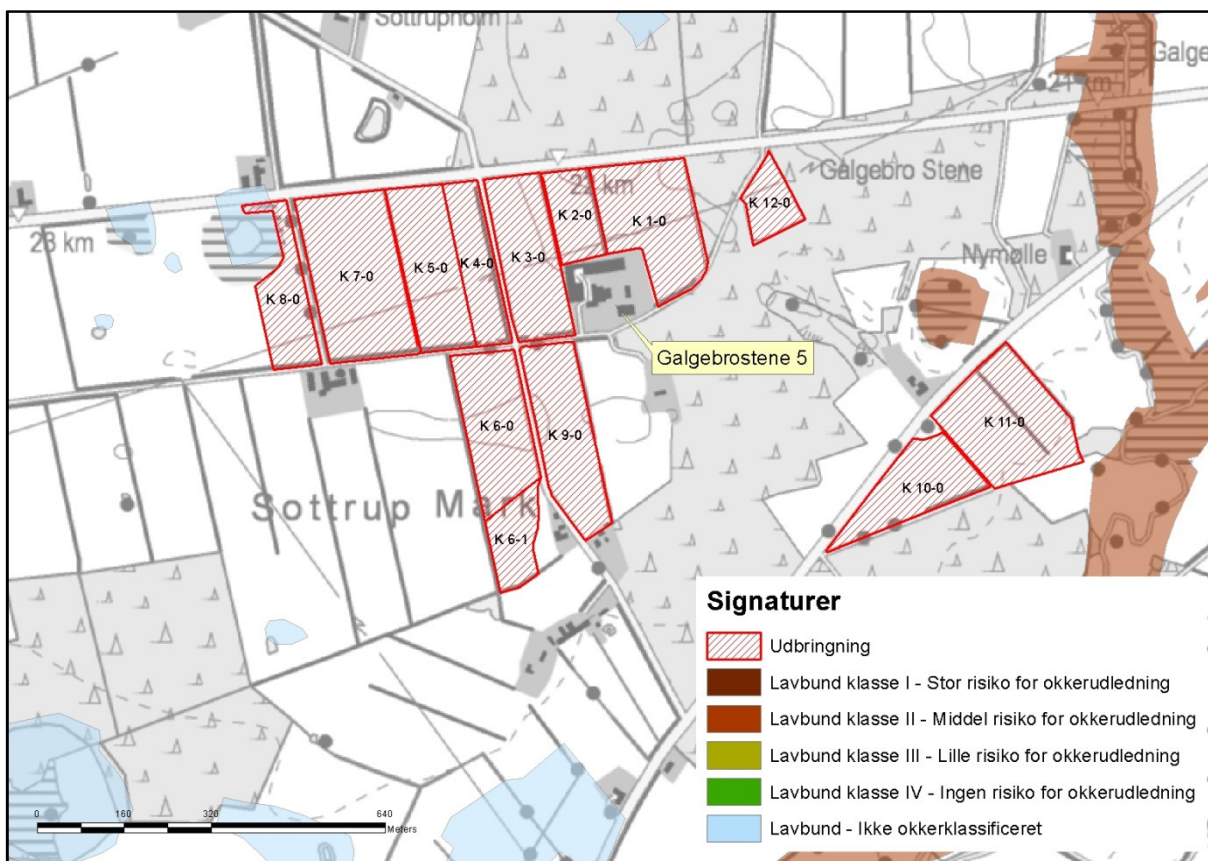 Sottrupholm
Galge
21 km
22 km
Galgebro Stene
K 12-0
K 2-0
K 1-0
K 3-0
K 4-0
K 5-0
K 7-0
K 8-0
23 km
Nymølle
Galgebrostene 5
K 11-0
K 6-0
K 9-0
K 10-0
Sottrup Mark
K 6-1
Signaturer
Udbringning
Lavbund klasse I - Stor risiko for okkerudledning
Lavbund klasse II - Middel risiko for okkerudledning
Lavbund klasse III - Lille risiko for okkerudledning
Lavbund klasse IV - Ingen risiko for okkerudledning
Lavbund - Ikke okkerklassificeret
0 160 320 640
Meters